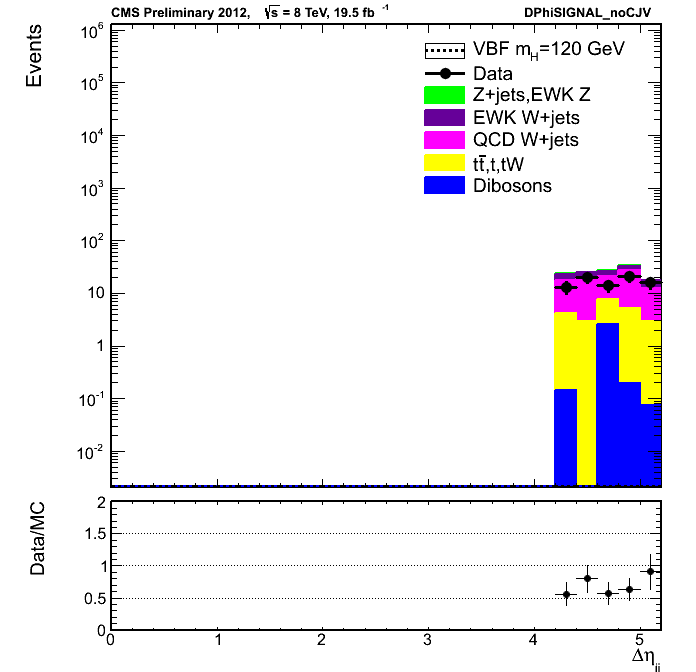 CMS Preliminary 2012, √s = 8 TeV, 19.5 fb⁻¹ DPhiSIGNAL_noCJV
Events
10⁶
10⁵
10⁴
10³
10²
10
1
10⁻¹
10⁻²
VBF m_H=120 GeV
Data
Z+jets,EWK Z
EWK W+jets
QCD W+jets
tt̄,t,tW
Dibosons
Data/MC
2
1.5
1
0.5
0
0 1 2 3 4 5
Δη_jj